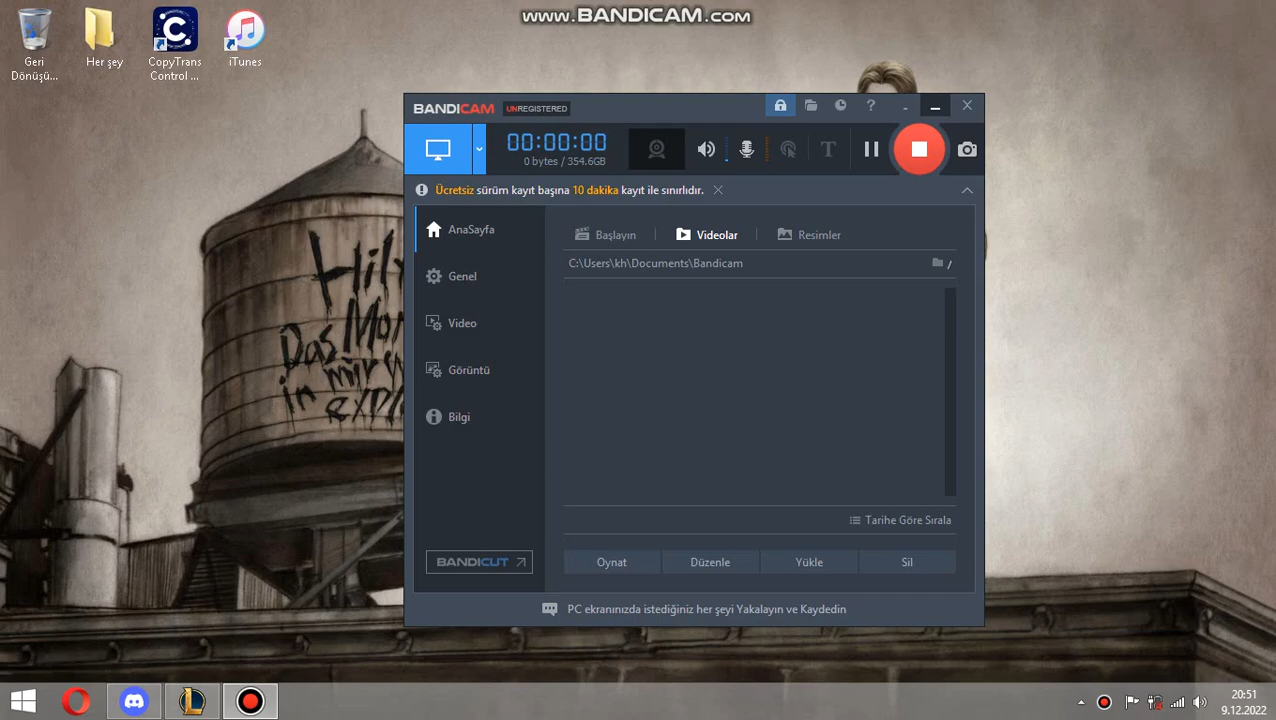 www.BANDICAM.com
Geri
Dönüşü...
Her şey
CopyTrans
Control ...
iTunes
BANDICAM UNREGISTERED
00:00:00
0 bytes / 354.6GB
Ücretsiz sürüm kayıt başına 10 dakika kayıt ile sınırlıdır.
AnaSayfa
Genel
Video
Görüntü
Bilgi
BANDICUT
Başlayın
Videolar
Resimler
C:\Users\kh\Documents\Bandicam
Tarihe Göre Sırala
Oynat
Düzenle
Yükle
Sil
PC ekranınızda istediğiniz her şeyi Yakalayın ve Kaydedin
Das
in mir
20:51
9.12.2022